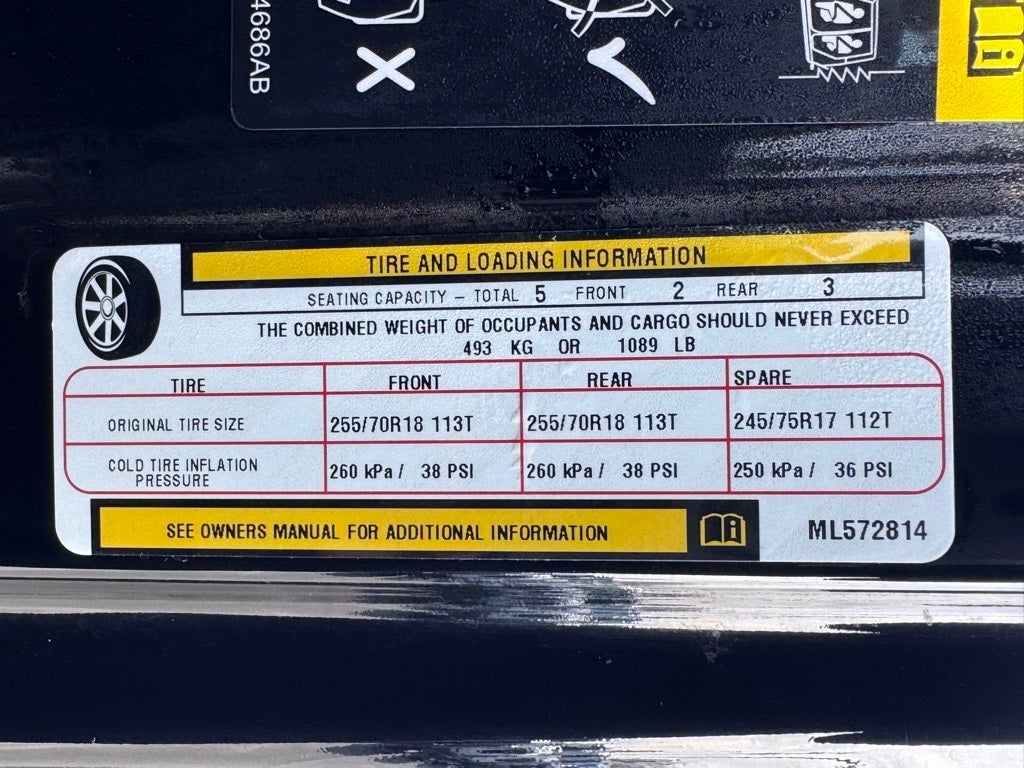 4686AB
TIRE AND LOADING INFORMATION
SEATING CAPACITY – TOTAL 5 FRONT 2 REAR 3
THE COMBINED WEIGHT OF OCCUPANTS AND CARGO SHOULD NEVER EXCEED
493 KG OR 1089 LB
TIRE FRONT REAR SPARE
ORIGINAL TIRE SIZE 255/70R18 113T 255/70R18 113T 245/75R17 112T
COLD TIRE INFLATION
PRESSURE 260 kPa / 38 PSI 260 kPa / 38 PSI 250 kPa / 36 PSI
SEE OWNERS MANUAL FOR ADDITIONAL INFORMATION
ML572814